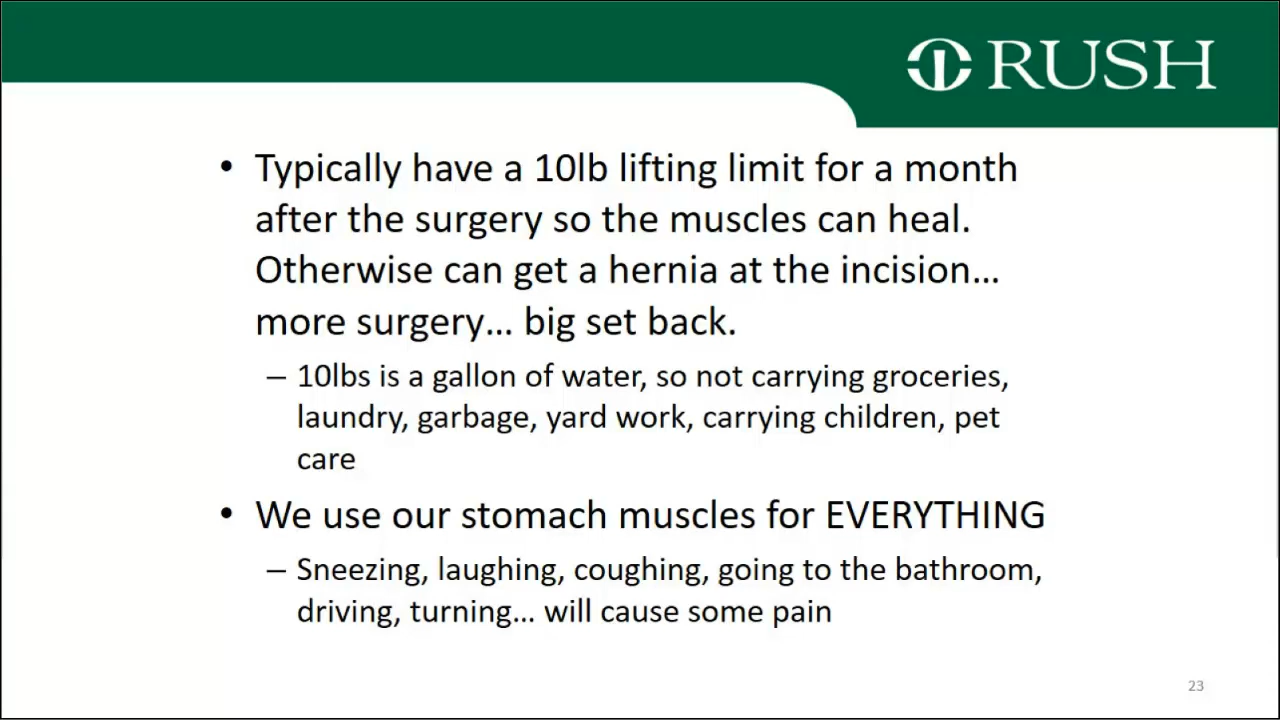 RUSH
• Typically have a 10lb lifting limit for a month
after the surgery so the muscles can heal.
Otherwise can get a hernia at the incision...
more surgery... big set back.
– 10lbs is a gallon of water, so not carrying groceries,
laundry, garbage, yard work, carrying children, pet
care
• We use our stomach muscles for EVERYTHING
– Sneezing, laughing, coughing, going to the bathroom,
driving, turning... will cause some pain
23